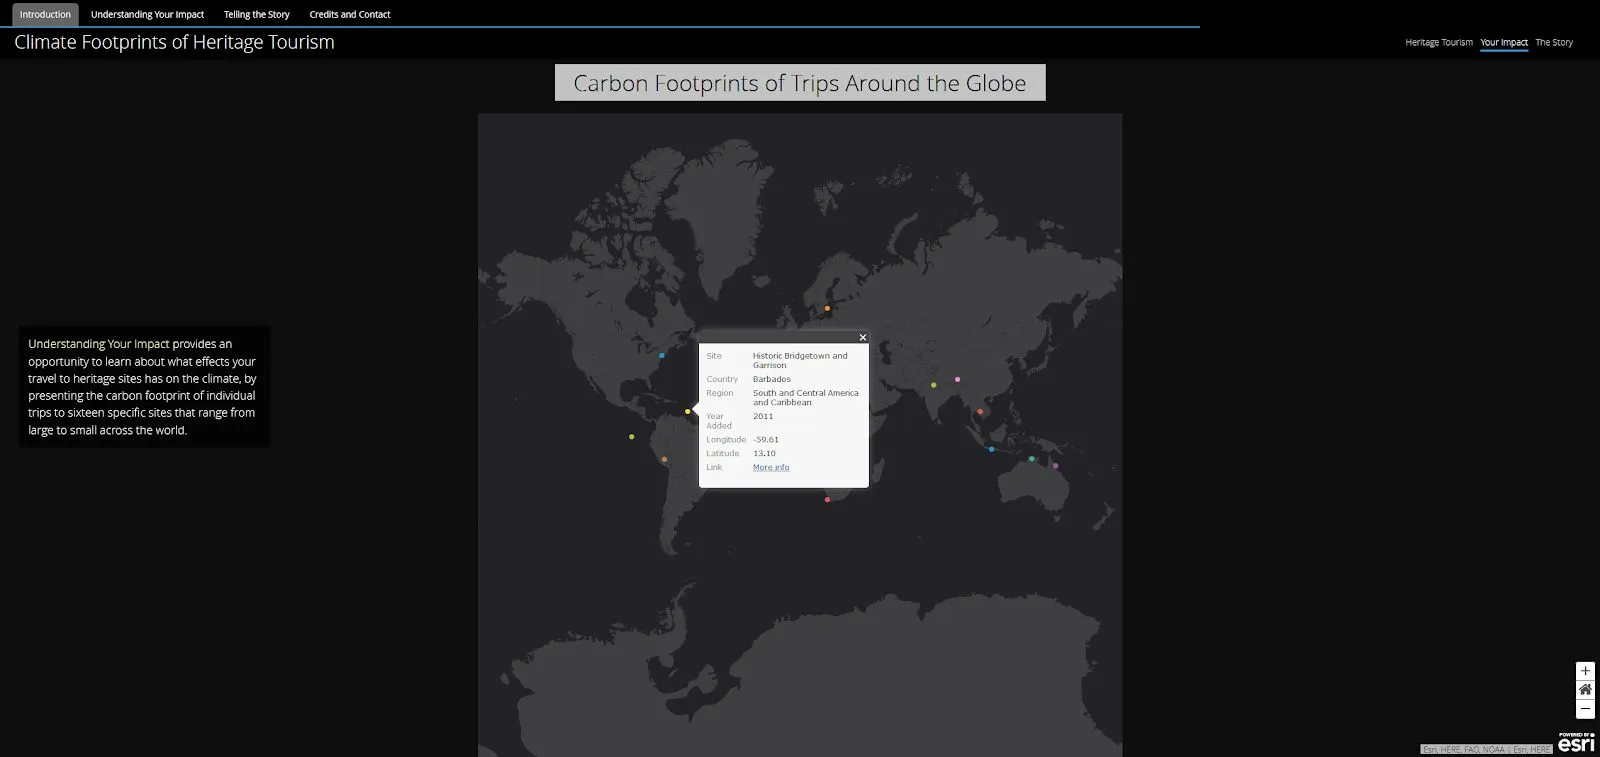 Introduction Understanding Your Impact Telling the Story Credits and Contact
Climate Footprints of Heritage Tourism
Heritage Tourism Your Impact The Story
Carbon Footprints of Trips Around the Globe
Understanding Your Impact provides an
opportunity to learn about what effects your
travel to heritage sites has on the climate, by
presenting the carbon footprint of individual
trips to sixteen specific sites that range from
large to small across the world.
Site Historic Bridgetown and
Garrison
Country Barbados
Region South and Central America
and Caribbean
Year 2011
Added
Longitude -59.61
Latitude 13.10
Link More info
Esri, HERE, FAO, NOAA | Esri, HERE
POWERED BY
esri